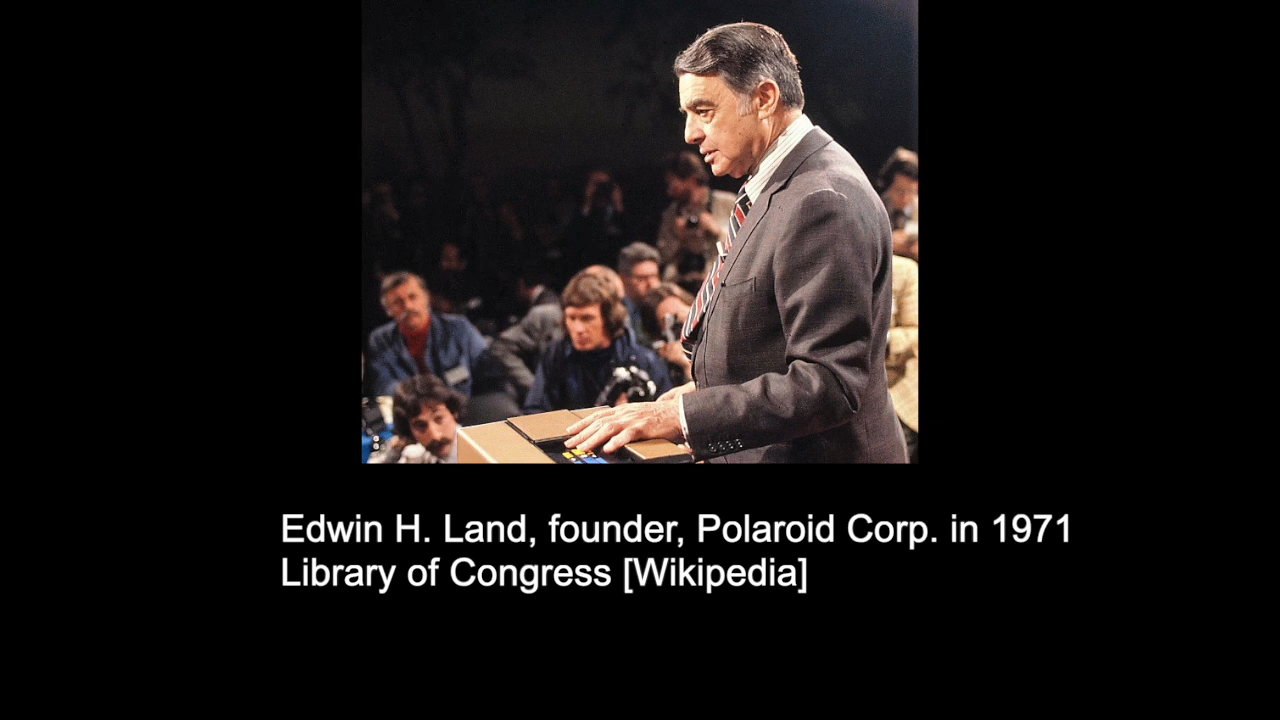 Edwin H. Land, founder, Polaroid Corp. in 1971
Library of Congress [Wikipedia]